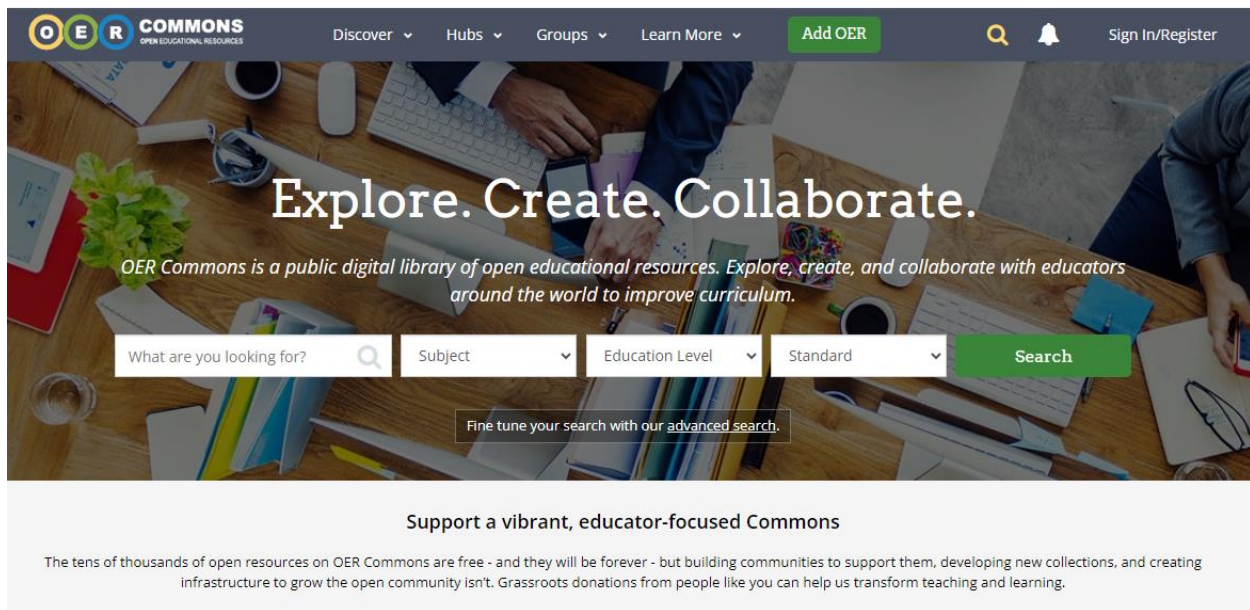 OER COMMONS
OPEN EDUCATIONAL RESOURCES
Discover
Hubs
Groups
Learn More
Add OER
Sign In/Register
DATA
Explore. Create. Collaborate.
OER Commons is a public digital library of open educational resources. Explore, create, and collaborate with educators
around the world to improve curriculum.
What are you looking for?
Subject
Education Level
Standard
Search
Fine tune your search with our advanced search.
Support a vibrant, educator-focused Commons
The tens of thousands of open resources on OER Commons are free - and they will be forever - but building communities to support them, developing new collections, and creating
infrastructure to grow the open community isn't. Grassroots donations from people like you can help us transform teaching and learning.